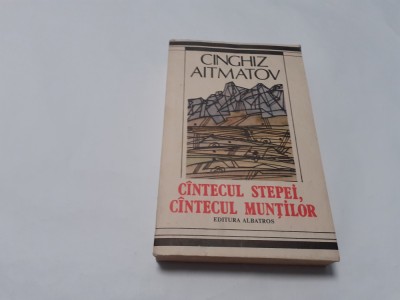 CINGHIZ
AITMATOV
CÎNTECUL STEPEI,
CÎNTECUL MUNȚILOR
EDITURA ALBATROS